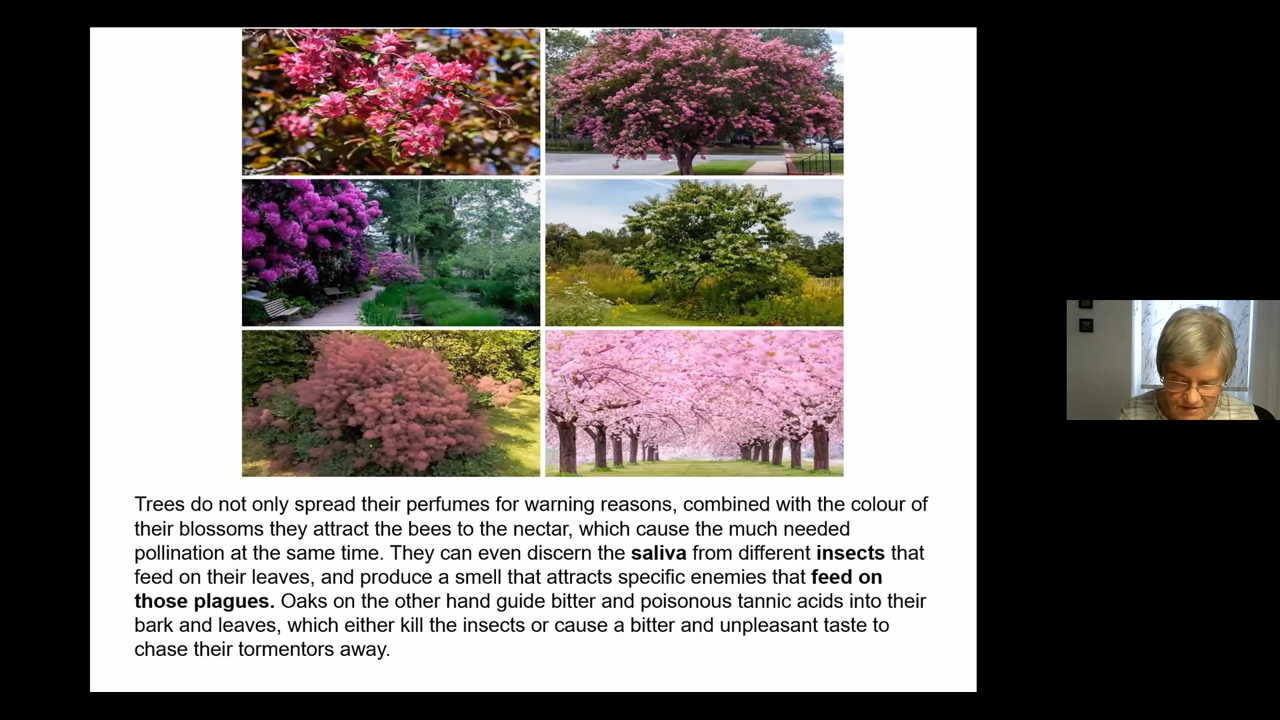 Trees do not only spread their perfumes for warning reasons, combined with the colour of
their blossoms they attract the bees to the nectar, which cause the much needed
pollination at the same time. They can even discern the saliva from different insects that
feed on their leaves, and produce a smell that attracts specific enemies that feed on
those plagues. Oaks on the other hand guide bitter and poisonous tannic acids into their
bark and leaves, which either kill the insects or cause a bitter and unpleasant taste to
chase their tormentors away.